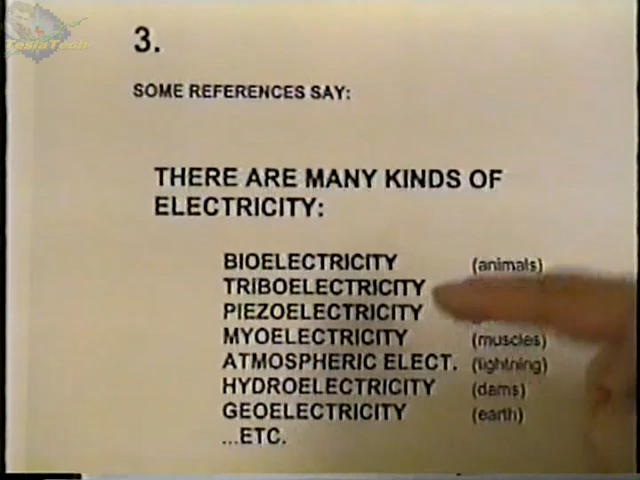 TeslaTech
3.
SOME REFERENCES SAY:
THERE ARE MANY KINDS OF
ELECTRICITY:
BIOELECTRICITY (animals)
TRIBOELECTRICITY
PIEZOELECTRICITY
MYOELECTRICITY (muscles)
ATMOSPHERIC ELECT. (lightning)
HYDROELECTRICITY (dams)
GEOELECTRICITY (earth)
...ETC.